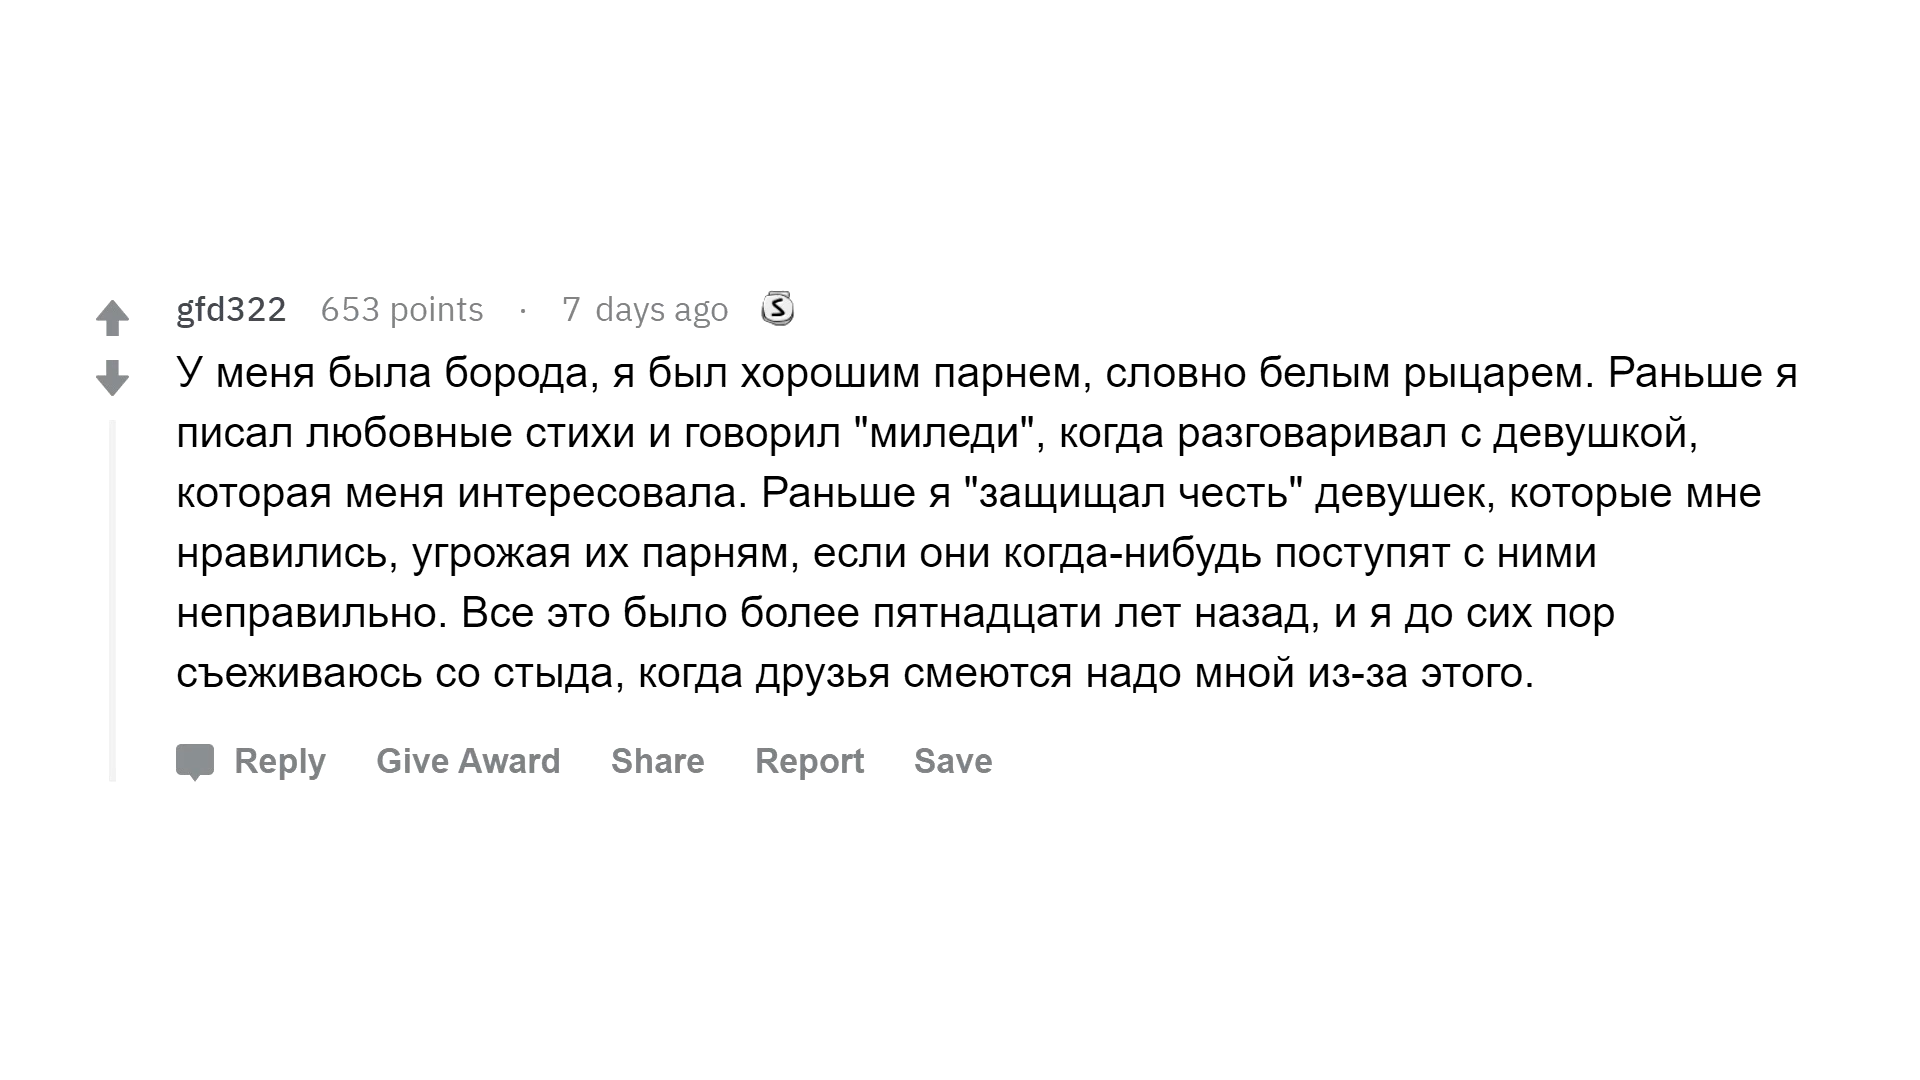 gfd322 653 points · 7 days ago S
У меня была борода, я был хорошим парнем, словно белым рыцарем. Раньше я
писал любовные стихи и говорил "миледи", когда разговаривал с девушкой,
которая меня интересовала. Раньше я "защищал честь" девушек, которые мне
нравились, угрожая их парням, если они когда-нибудь поступят с ними
неправильно. Все это было более пятнадцати лет назад, и я до сих пор
съеживаюсь со стыда, когда друзья смеются надо мной из-за этого.
Reply Give Award Share Report Save